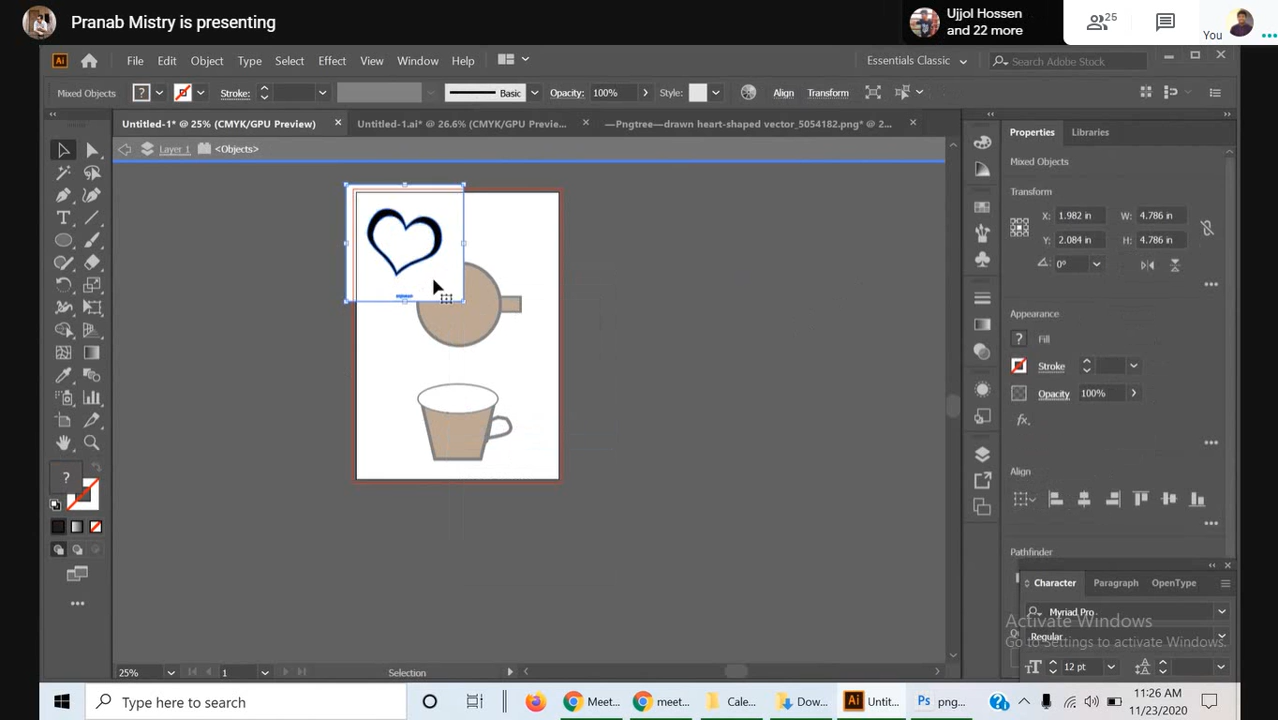 Pranab Mistry is presenting
Ujjol Hossen
and 22 more
25
You
File Edit Object Type Select Effect View Window Help
Essentials Classic
Search Adobe Stock
Mixed Objects
?
Stroke:
Basic
Opacity: 100%
Style:
Align
Transform
Untitled-1* @ 25% (CMYK/GPU Preview)
Untitled-1.ai* @ 26.6% (CMYK/GPU Previe...
—Pngtree—drawn heart-shaped vector_5054182.png* @ 2...
Layer 1
<Objects>
Properties
Libraries
Mixed Objects
Transform
X: 1.982 in
W: 4.786 in
Y: 2.084 in
H: 4.786 in
0°
Appearance
?
Fill
Stroke
Opacity
100%
fx.
Align
Pathfinder
Character
Paragraph
OpenType
Myriad Pro
Regular
12 pt
Activate Windows
Go to Settings to activate Windows.
?
25%
1
Selection
Type here to search
Meet...
meet...
Cale...
Dow...
Untit...
png...
11:26 AM
11/23/2020